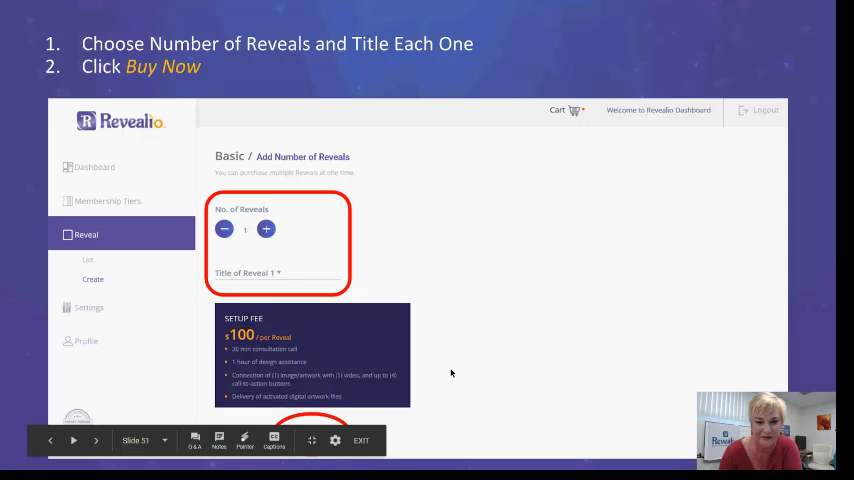 1. Choose Number of Reveals and Title Each One
2. Click Buy Now
R Revealio
Cart
Welcome to Revealio Dashboard
Logout
Dashboard
Membership Tiers
Reveal
List
Create
Settings
Profile
Basic / Add Number of Reveals
You can purchase multiple Reveals at one time.
No. of Reveals
− 1 +
Title of Reveal 1 *
SETUP FEE
$100 / per Reveal
• 30 min consultation call
• 1 hour of design assistance
• Connection of (1) image/artwork with (1) video, and up to (4)
call-to-action buttons
• Delivery of activated digital artwork files
Slide 51
Q & A
Notes
Pointer
CC
Captions
EXIT
R
Reveal